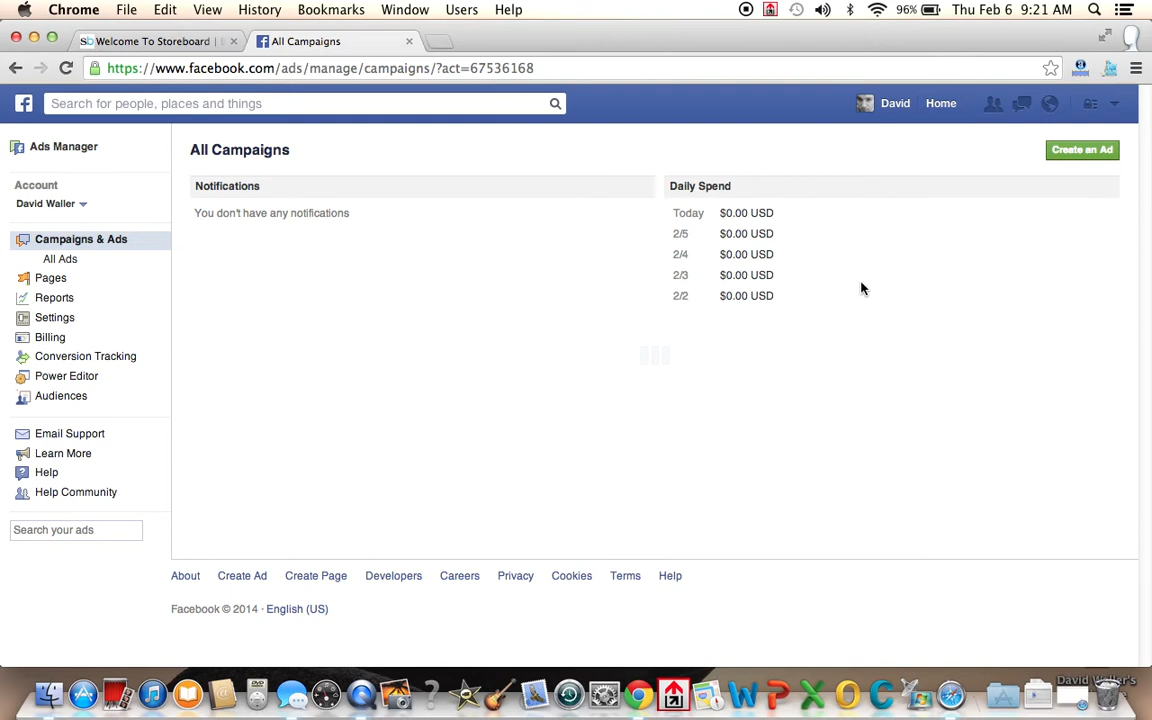 Chrome File Edit View History Bookmarks Window Users Help 96% Thu Feb 6 9:21 AM
Sb Welcome To Storeboard | All Campaigns
https://www.facebook.com/ads/manage/campaigns/?act=67536168
Search for people, places and things David Home
Ads Manager
All Campaigns
Create an Ad
Account
David Waller
Notifications
You don't have any notifications
Daily Spend
Today $0.00 USD
2/5 $0.00 USD
2/4 $0.00 USD
2/3 $0.00 USD
2/2 $0.00 USD
Campaigns & Ads
All Ads
Pages
Reports
Settings
Billing
Conversion Tracking
Power Editor
Audiences
Email Support
Learn More
Help
Help Community
Search your ads
About Create Ad Create Page Developers Careers Privacy Cookies Terms Help
Facebook © 2014 · English (US)
David Waller's